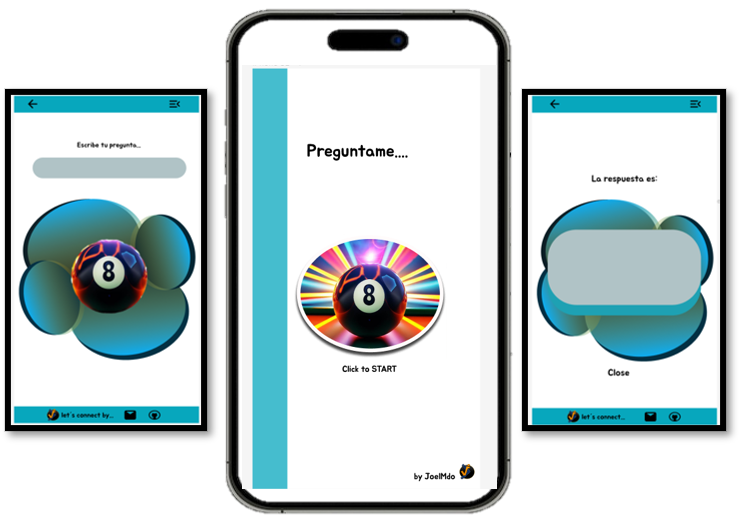 Escribe tu pregunta...
8
let's connect by...
Preguntame....
8
Click to START
by JoelMdo
La respuesta es:
Close
let's connect...